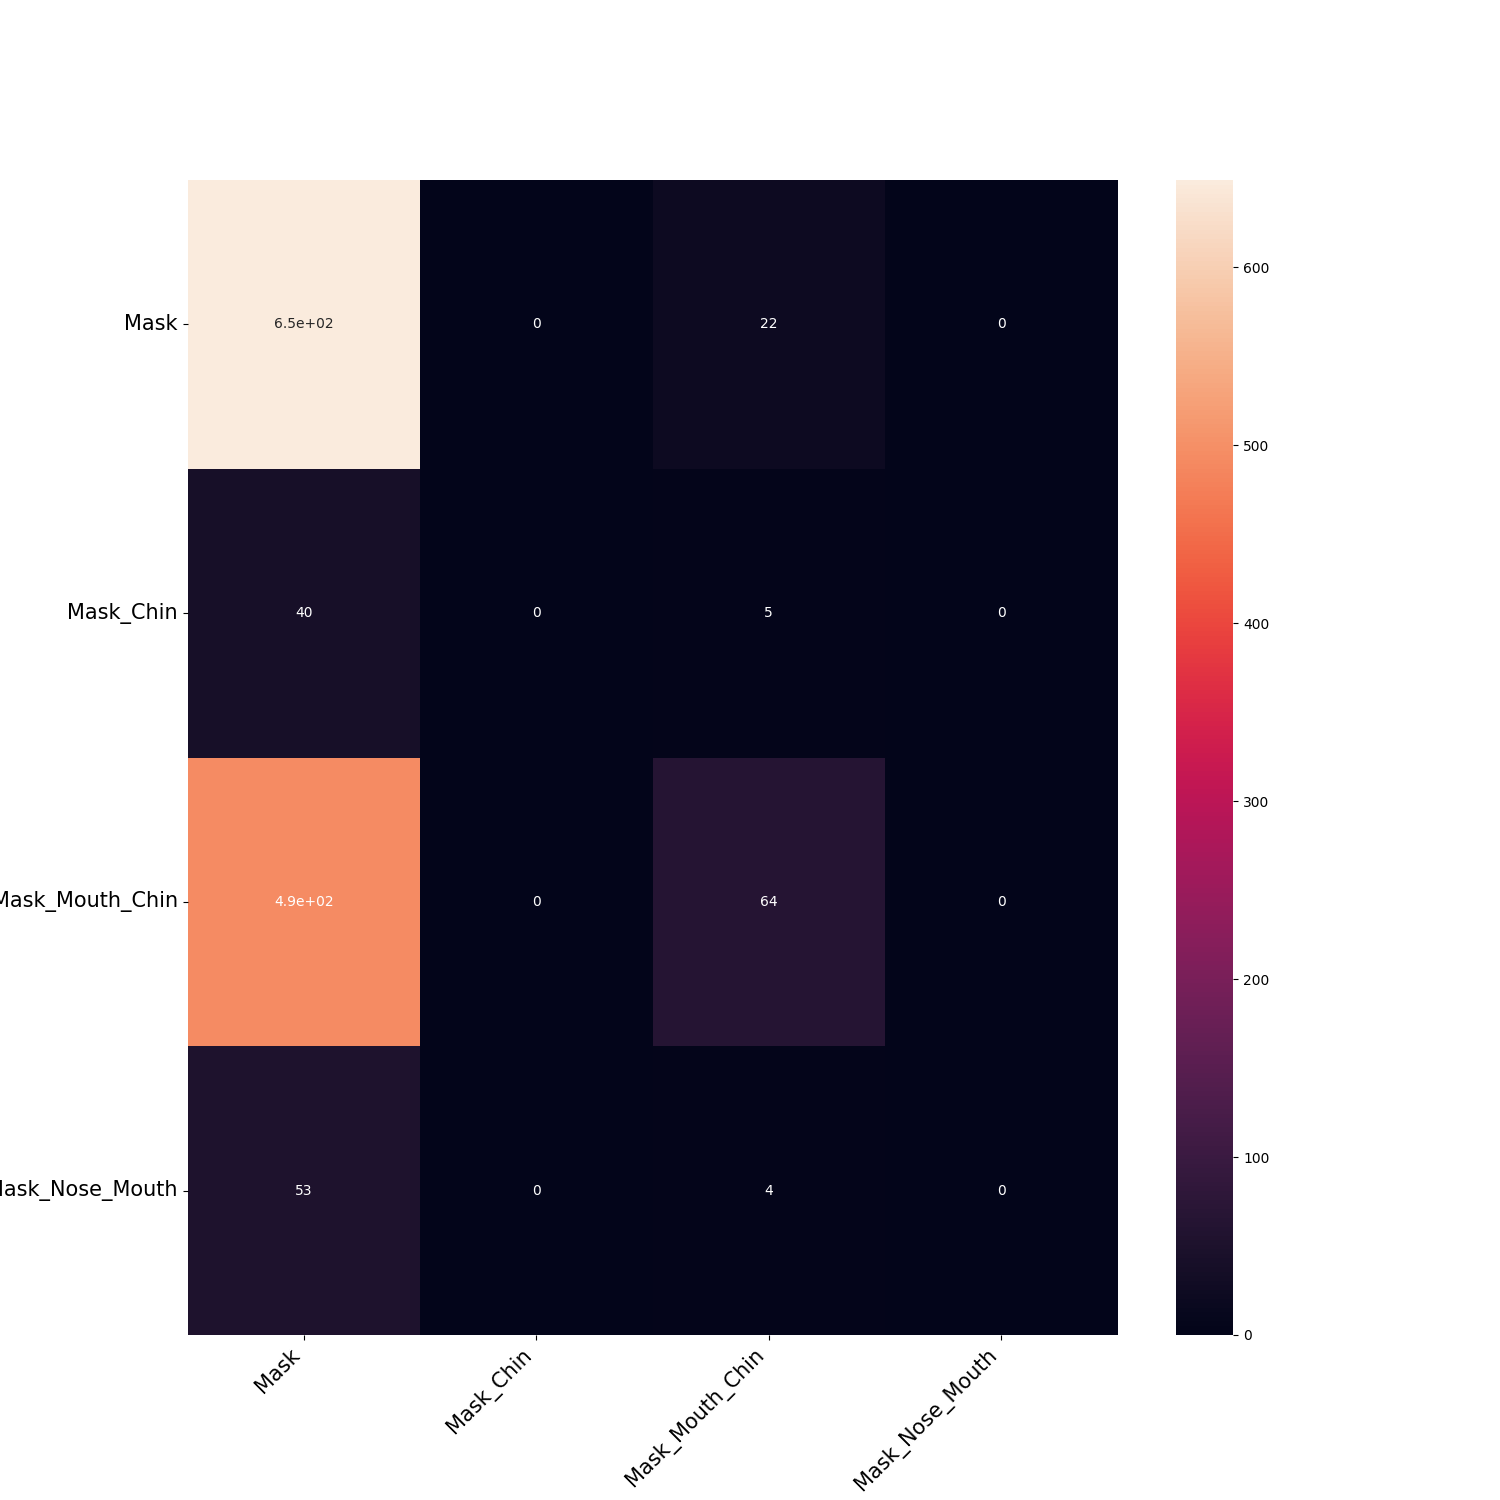 600
Mask 6.5e+02 0 22 0
500
400
Mask_Chin 40 0 5 0
300
Mask_Mouth_Chin 4.9e+02 0 64 0
200
100
Mask_Nose_Mouth 53 0 4 0
0
Mask Mask_Chin Mask_Mouth_Chin Mask_Nose_Mouth